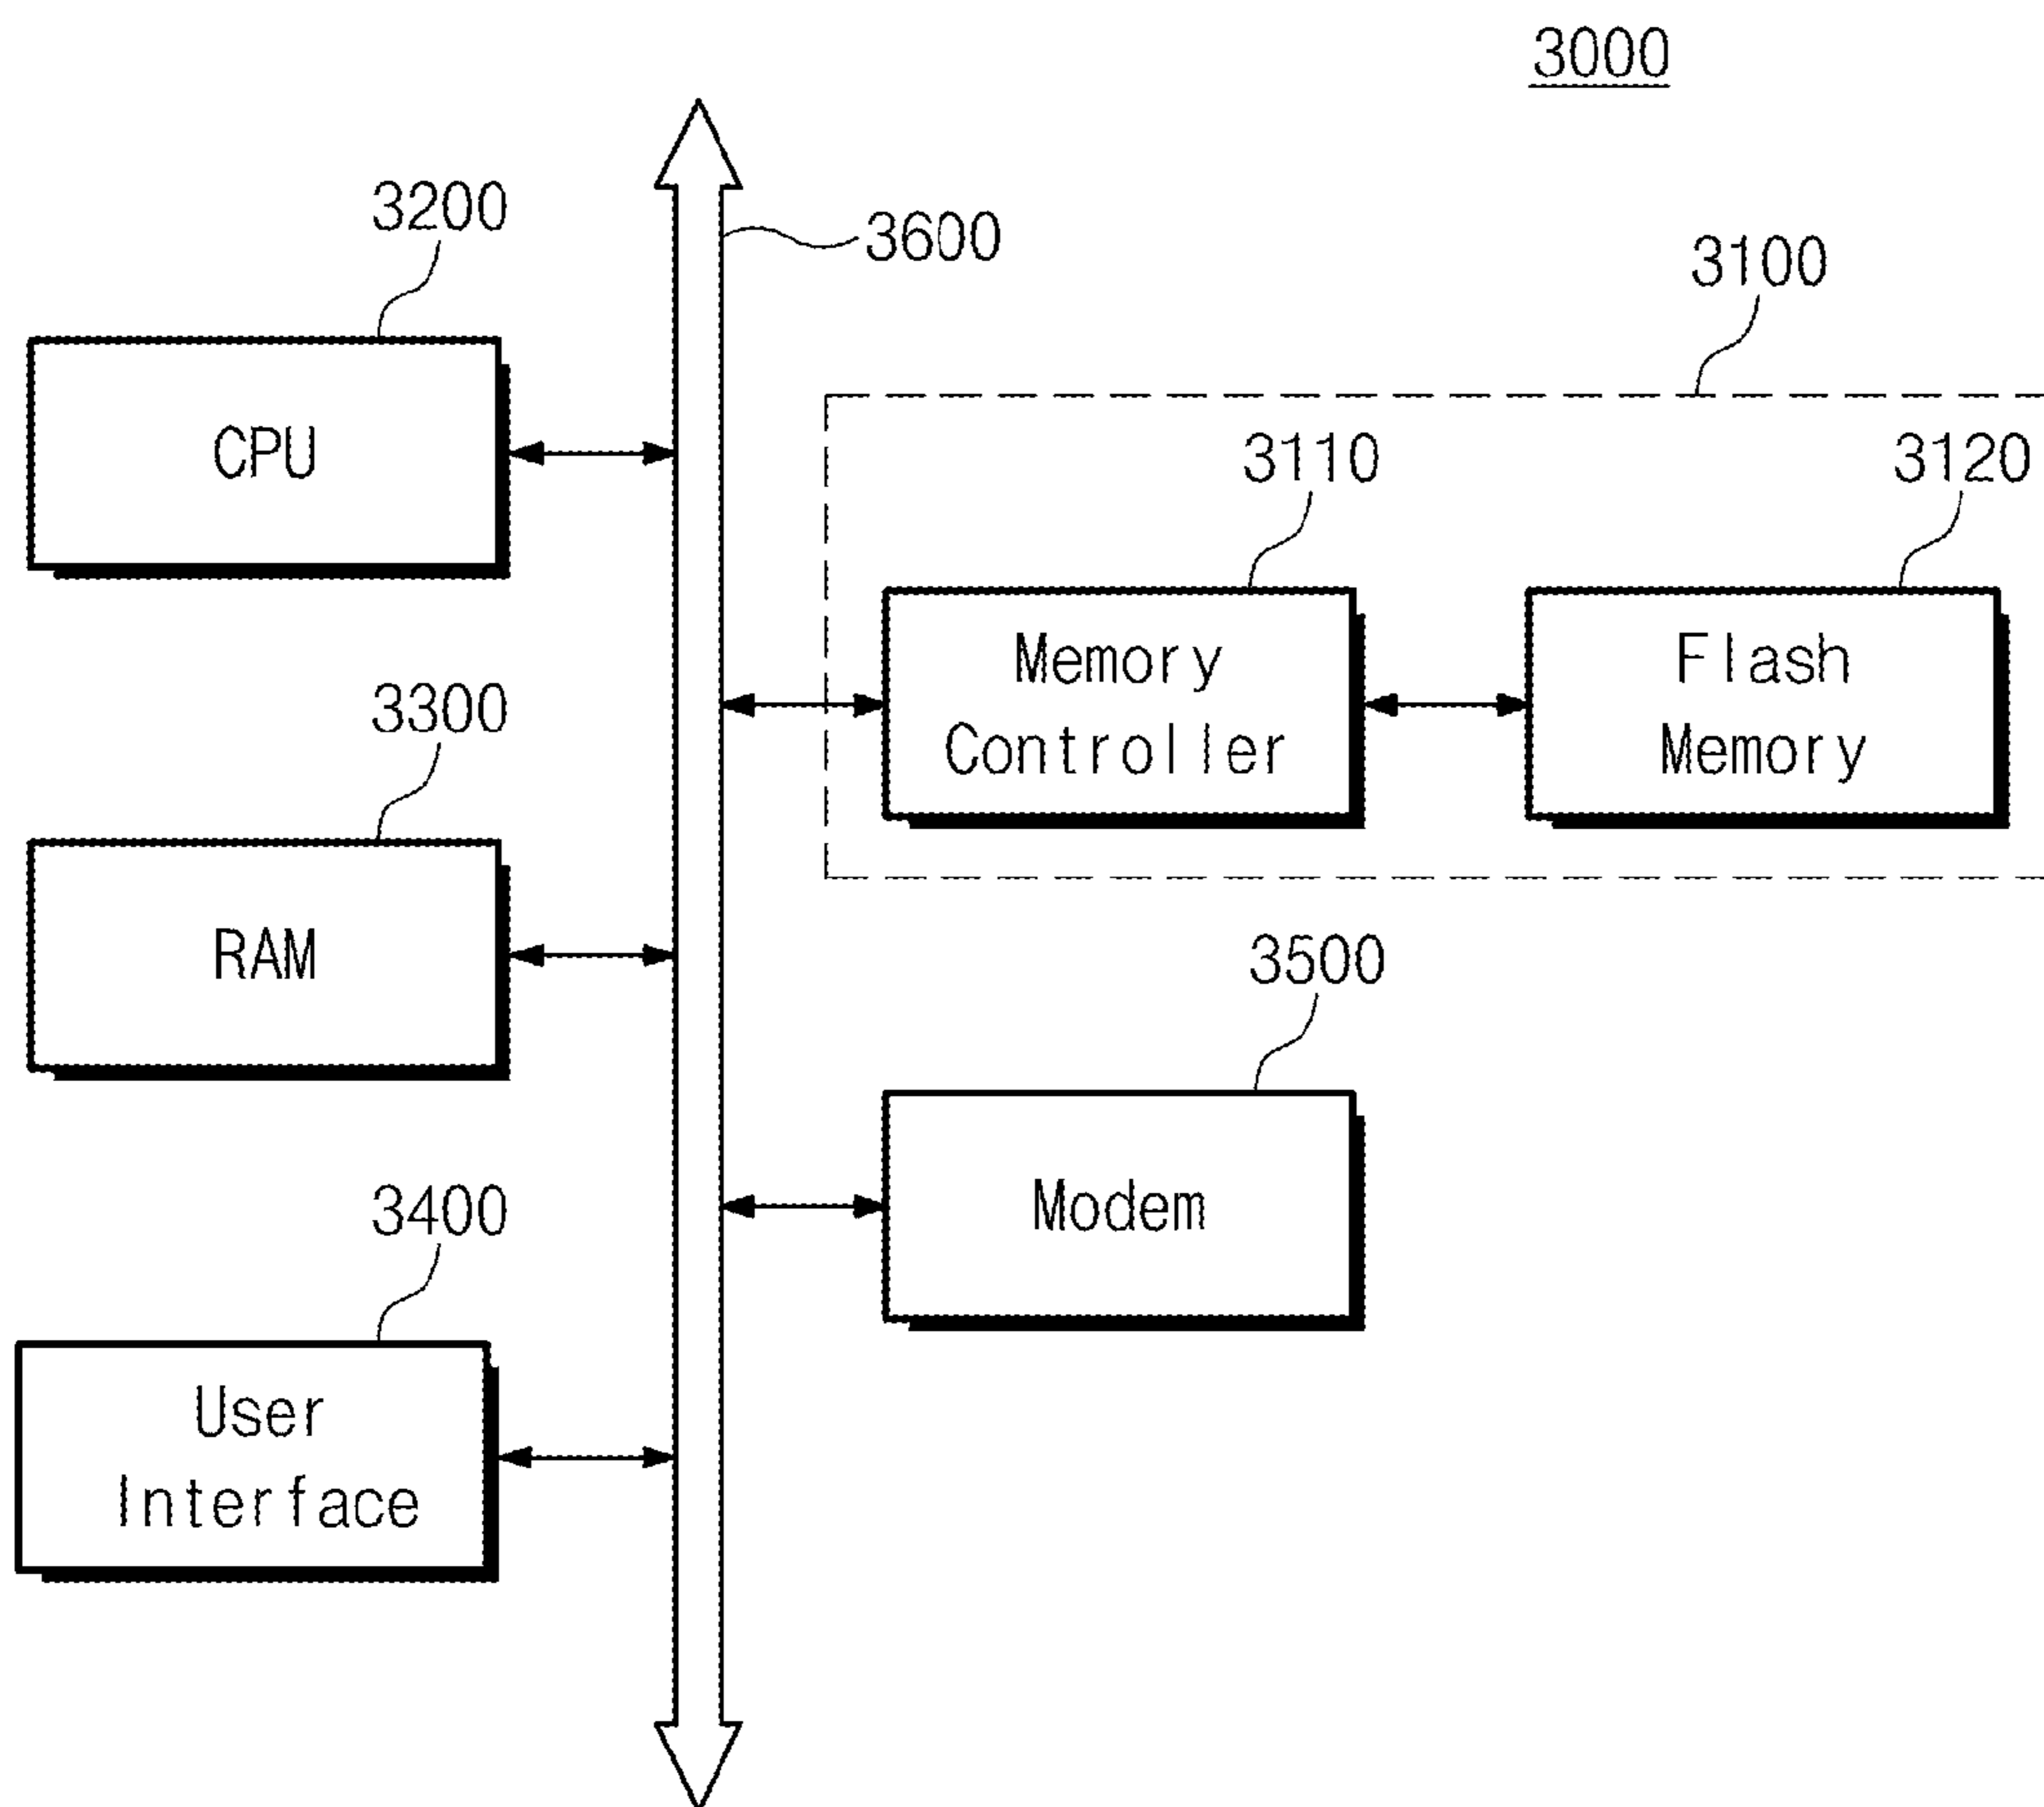 3000
3200
3600
3100
CPU
3110
3120
Memory
Controller
Flash
Memory
3300
RAM
3500
Modem
3400
User
Interface